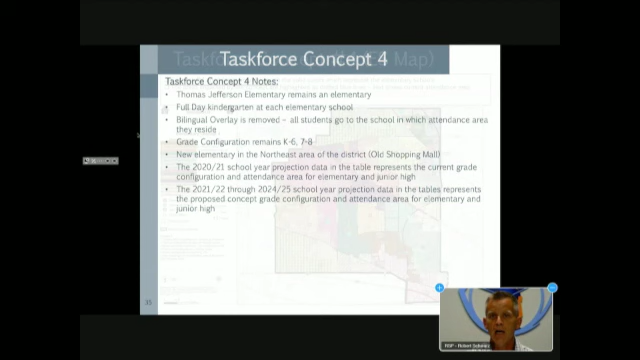 Taskforce Concept 4
Taskforce Concept 4 Notes:
• Thomas Jefferson Elementary remains an elementary
• Full Day kindergarten at each elementary school
• Bilingual Overlay is removed – all students go to the school in which attendance area
they reside
• Grade Configuration remains K-6, 7-8
• New elementary in the Northeast area of the district (Old Shopping Mall)
• The 2020/21 school year projection data in the table represents the current grade
configuration and attendance area for elementary and junior high
• The 2021/22 through 2024/25 school year projection data in the tables represents
the proposed concept grade configuration and attendance area for elementary and
junior high
35
RSP - Robert